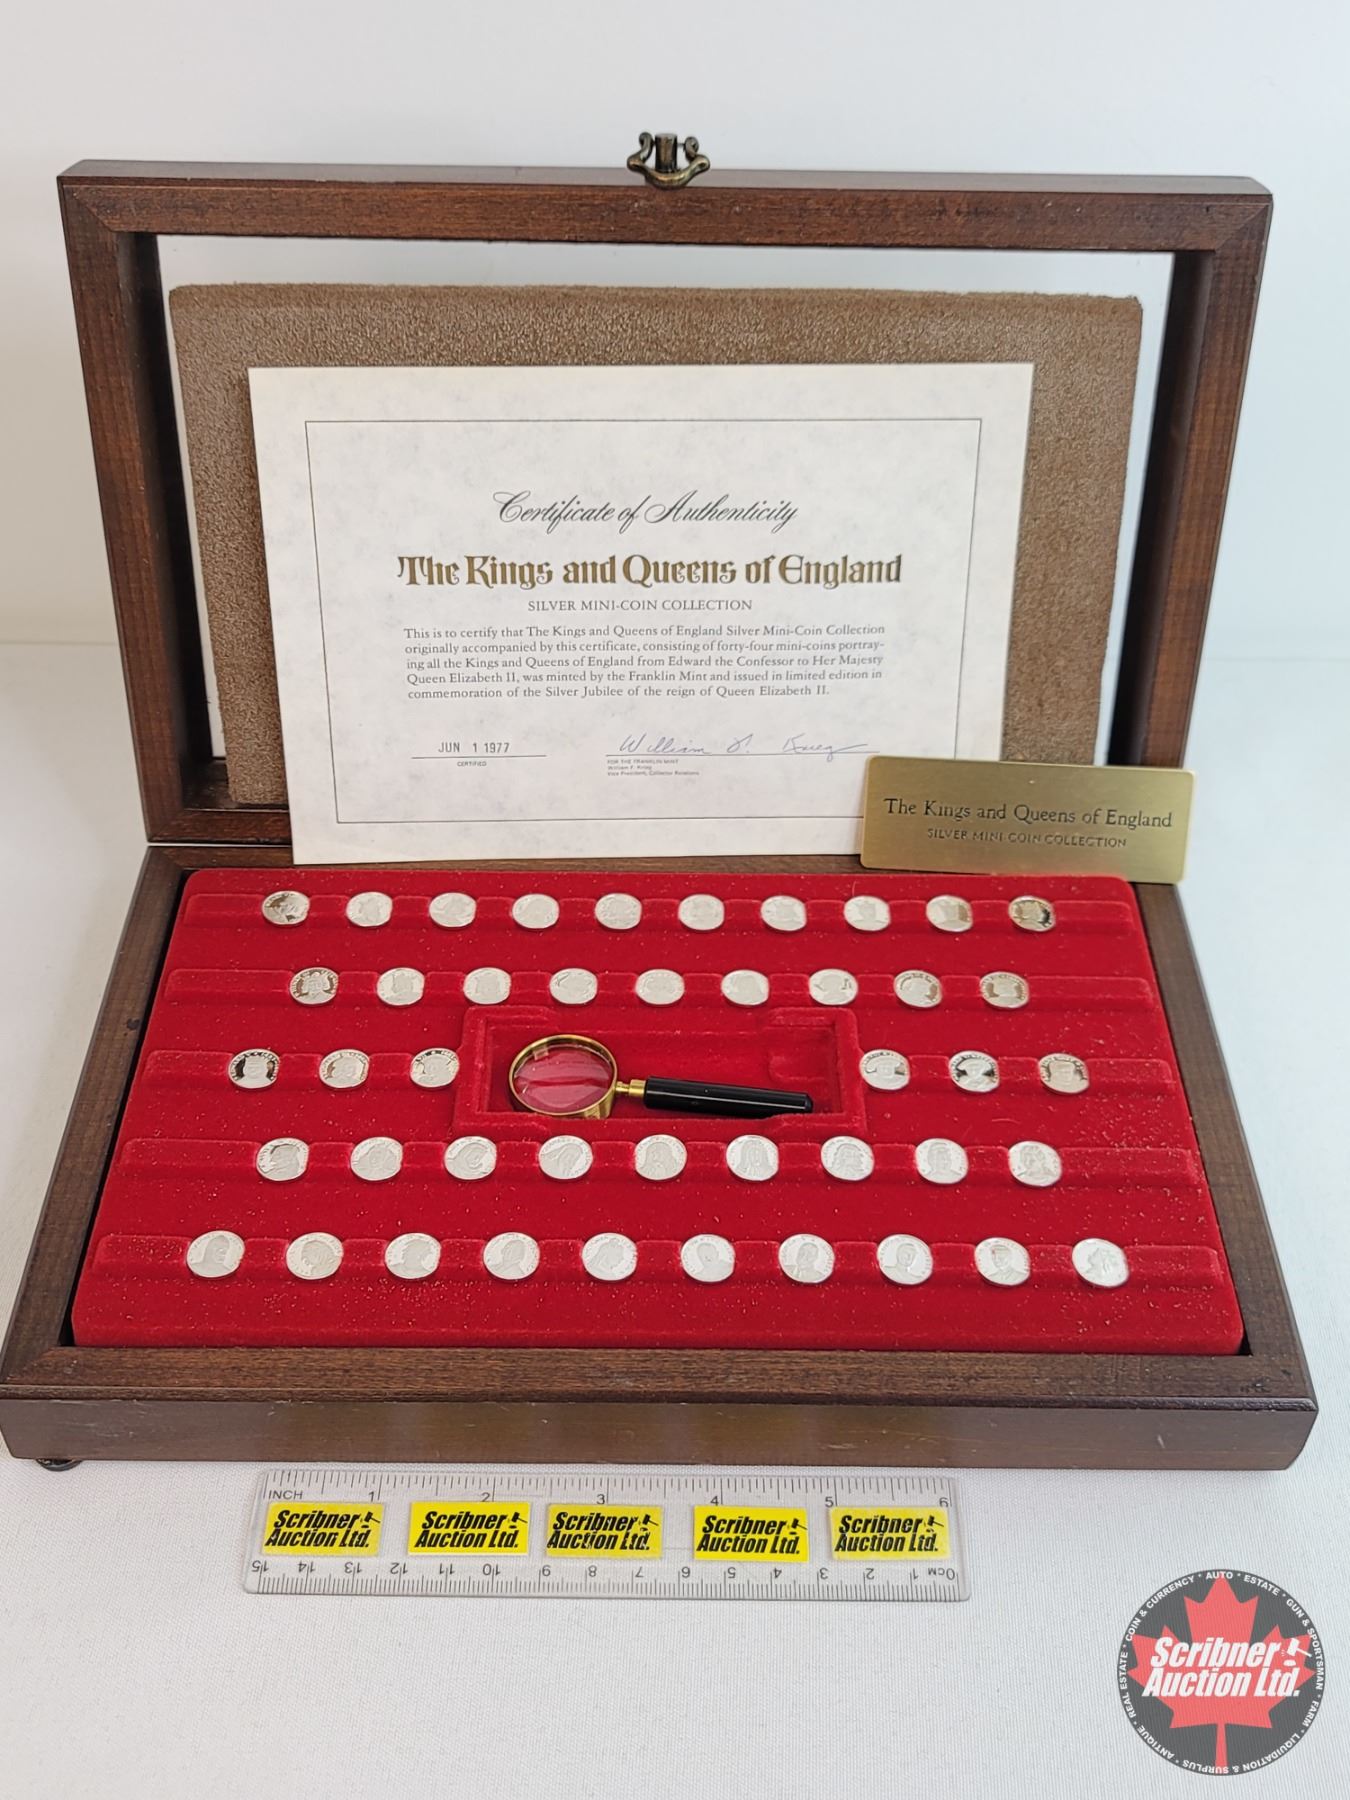 Certificate of Authenticity
The Kings and Queens of England
SILVER MINI-COIN COLLECTION
This is to certify that The Kings and Queens of England Silver Mini-Coin Collection
originally accompanied by this certificate, consisting of forty-four mini-coins portray-
ing all the Kings and Queens of England from Edward the Confessor to Her Majesty
Queen Elizabeth II, was minted by the Franklin Mint and issued in limited edition in
commemoration of the Silver Jubilee of the reign of Queen Elizabeth II.
JUN 1 1977
CERTIFIED
William F. Krieg
FOR THE FRANKLIN MINT
William F. Krieg
Vice President, Collector Relations
The Kings and Queens of England
SILVER MINI-COIN COLLECTION
INCH 1 2 3 4 5 6
Scribner Scribner Scribner Scribner Scribner
Auction Ltd. Auction Ltd. Auction Ltd. Auction Ltd. Auction Ltd.
15 14 13 12 11 10 9 8 7 6 5 4 3 2 1 0CM
COIN & CURRENCY * AUTO * ESTATE * GUN & SPORTSMAN * FARM * LIQUIDATION & SURPLUS * ANTIQUE * REAL ESTATE *
Scribner
Auction Ltd.